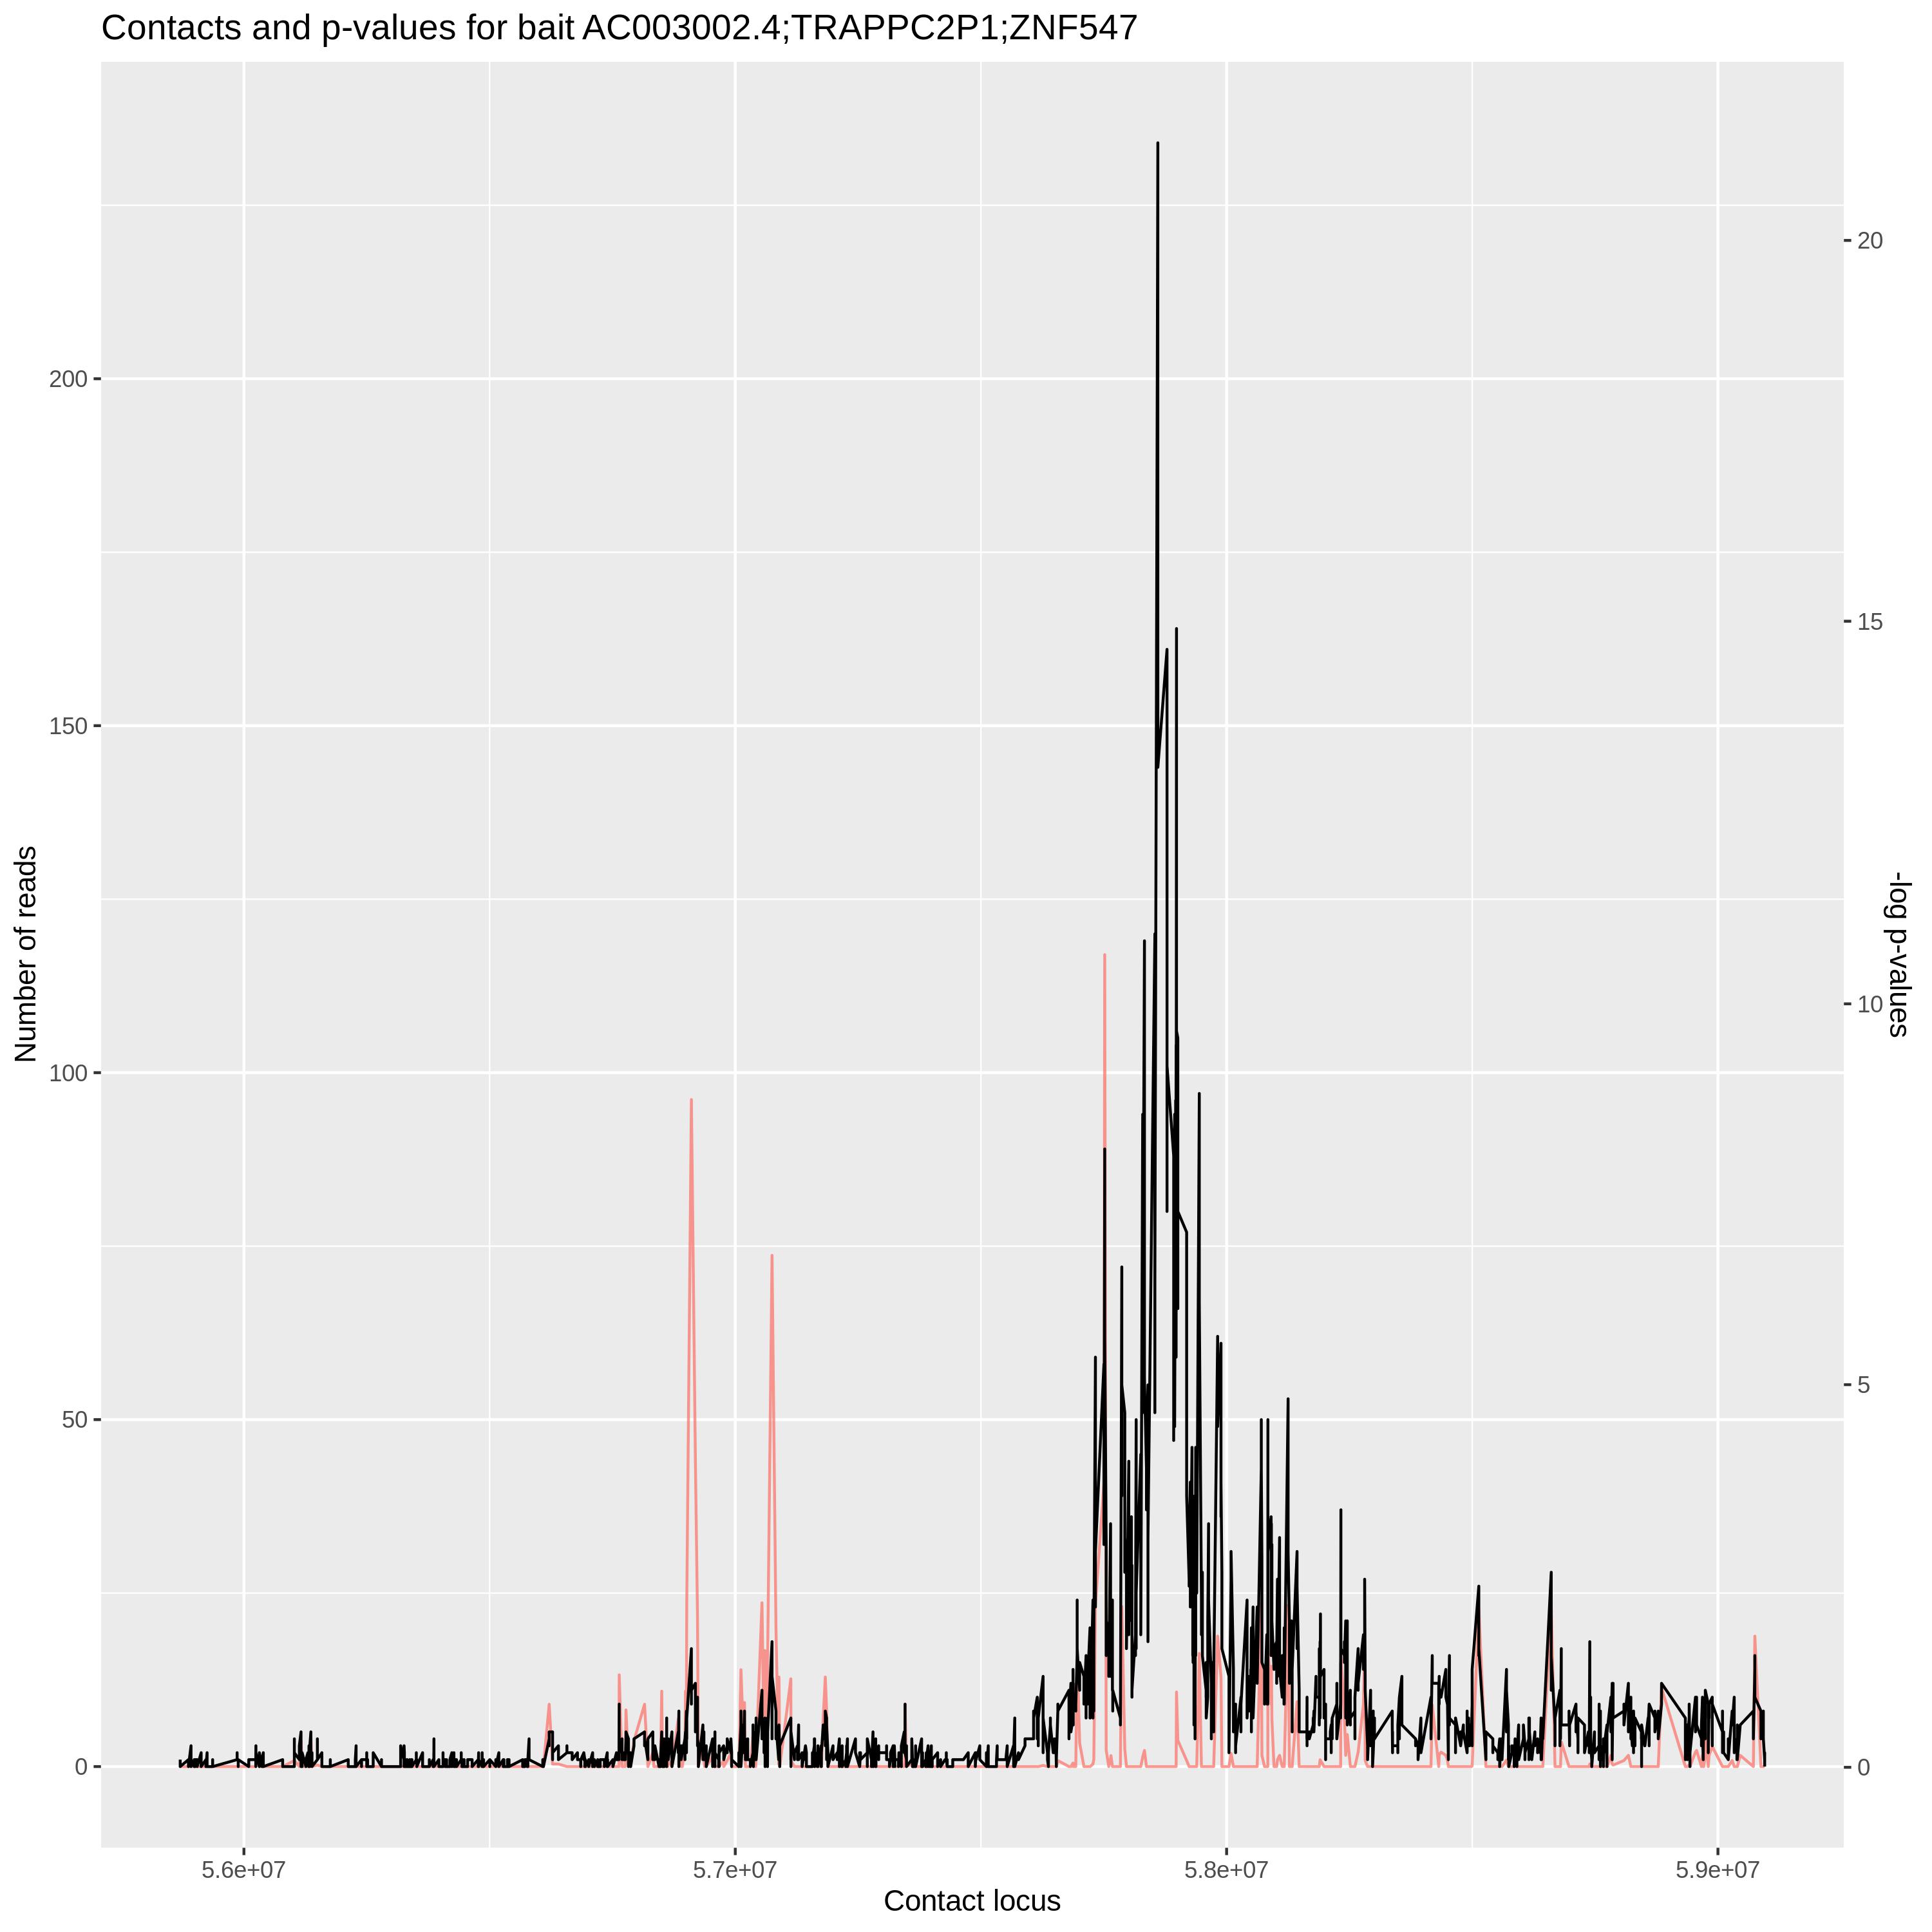 Contacts and p-values for bait AC003002.4;TRAPPC2P1;ZNF547
Number of reads
200
150
100
50
0
20
15
10
5
0
-log p-values
5.6e+07
5.7e+07
5.8e+07
5.9e+07
Contact locus